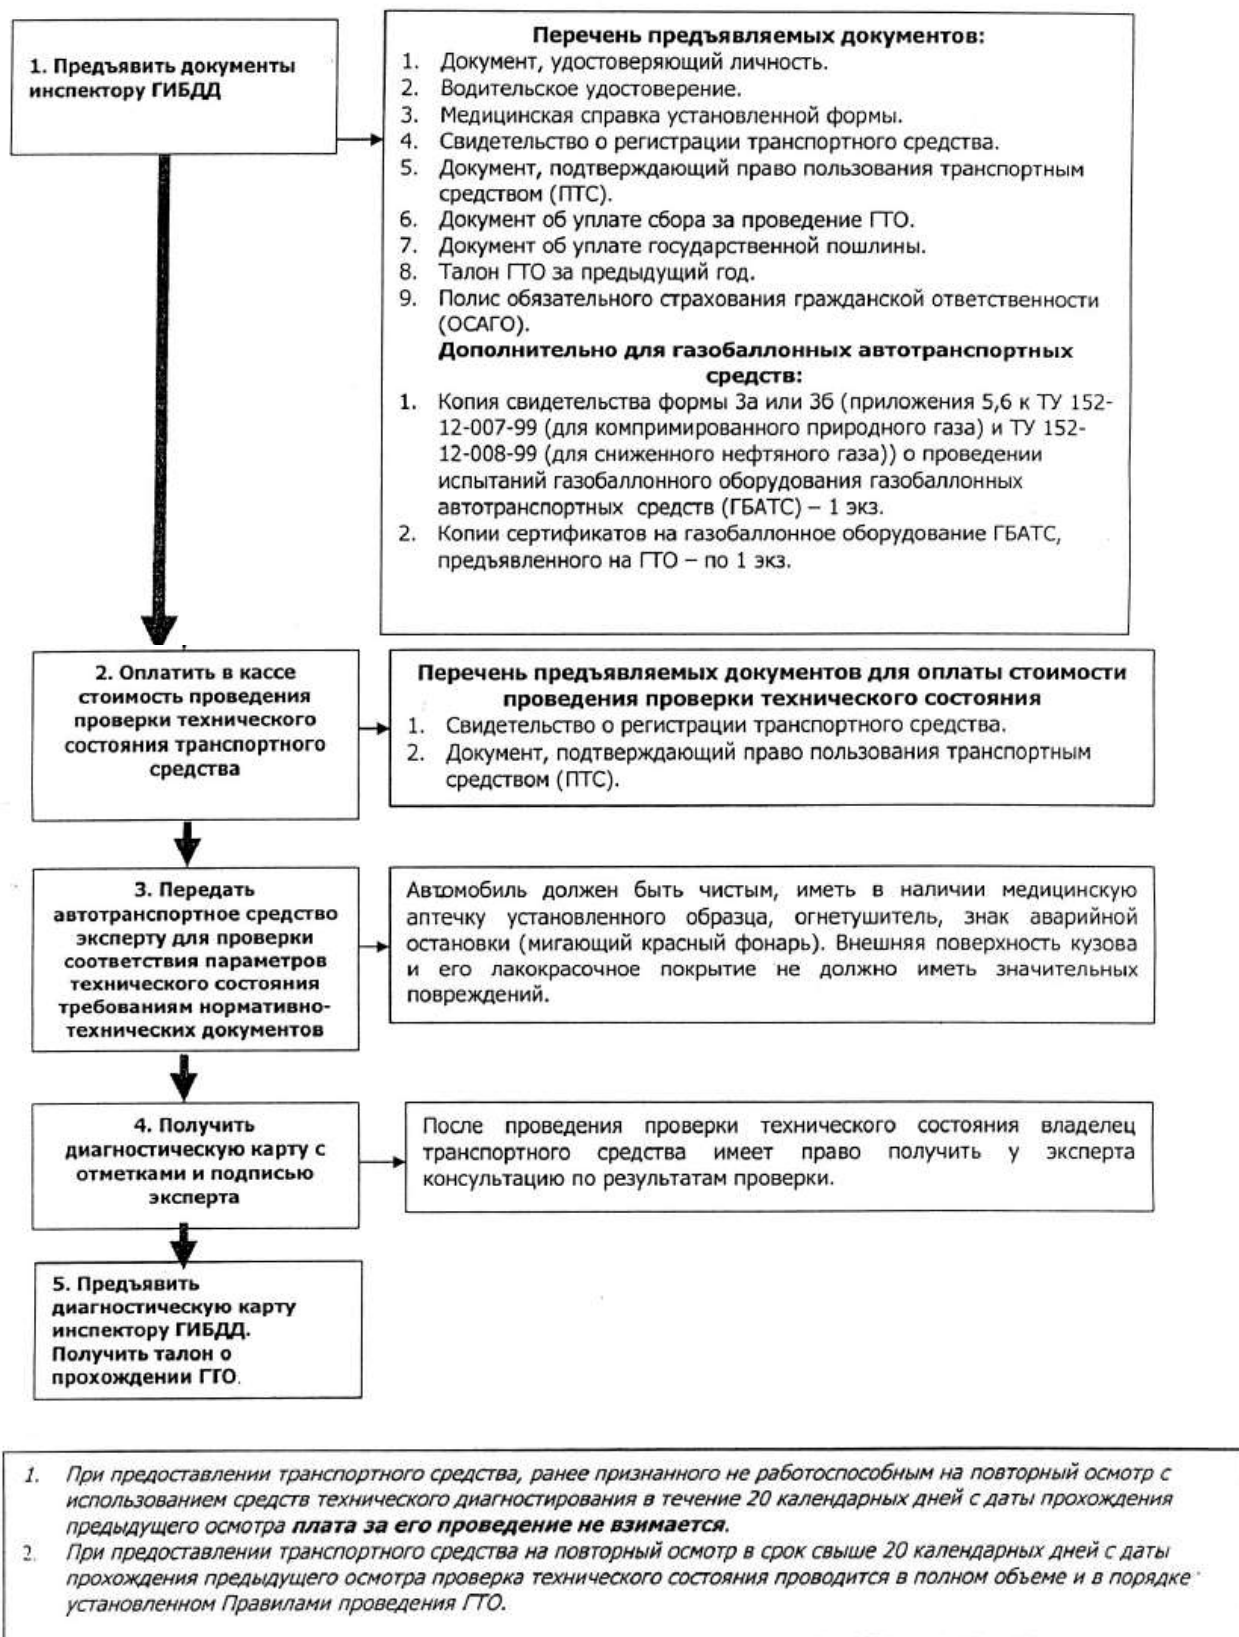 1. Предъявить документы
инспектору ГИБДД
Перечень предъявляемых документов:
1. Документ, удостоверяющий личность.
2. Водительское удостоверение.
3. Медицинская справка установленной формы.
4. Свидетельство о регистрации транспортного средства.
5. Документ, подтверждающий право пользования транспортным
средством (ПТС).
6. Документ об уплате сбора за проведение ГТО.
7. Документ об уплате государственной пошлины.
8. Талон ГТО за предыдущий год.
9. Полис обязательного страхования гражданской ответственности
(ОСАГО).
Дополнительно для газобаллонных автотранспортных
средств:
1. Копия свидетельства формы 3а или 3б (приложения 5,6 к ТУ 152-
12-007-99 (для компримированного природного газа) и ТУ 152-
12-008-99 (для сниженного нефтяного газа)) о проведении
испытаний газобаллонного оборудования газобаллонных
автотранспортных средств (ГБАТС) – 1 экз.
2. Копии сертификатов на газобаллонное оборудование ГБАТС,
предъявленного на ГТО – по 1 экз.
2. Оплатить в кассе
стоимость проведения
проверки технического
состояния транспортного
средства
Перечень предъявляемых документов для оплаты стоимости
проведения проверки технического состояния
1. Свидетельство о регистрации транспортного средства.
2. Документ, подтверждающий право пользования транспортным
средством (ПТС).
3. Передать
автотранспортное средство
эксперту для проверки
соответствия параметров
технического состояния
требованиям нормативно-
технических документов
Автомобиль должен быть чистым, иметь в наличии медицинскую
аптечку установленного образца, огнетушитель, знак аварийной
остановки (мигающий красный фонарь). Внешняя поверхность кузова
и его лакокрасочное покрытие не должно иметь значительных
повреждений.
4. Получить
диагностическую карту с
отметками и подписью
эксперта
После проведения проверки технического состояния владелец
транспортного средства имеет право получить у эксперта
консультацию по результатам проверки.
5. Предъявить
диагностическую карту
инспектору ГИБДД.
Получить талон о
прохождении ГТО.
1. При предоставлении транспортного средства, ранее признанного не работоспособным на повторный осмотр с
использованием средств технического диагностирования в течение 20 календарных дней с даты прохождения
предыдущего осмотра плата за его проведение не взимается.
2. При предоставлении транспортного средства на повторный осмотр в срок свыше 20 календарных дней с даты
прохождения предыдущего осмотра проверка технического состояния проводится в полном объеме и в порядке
установленном Правилами проведения ГТО.